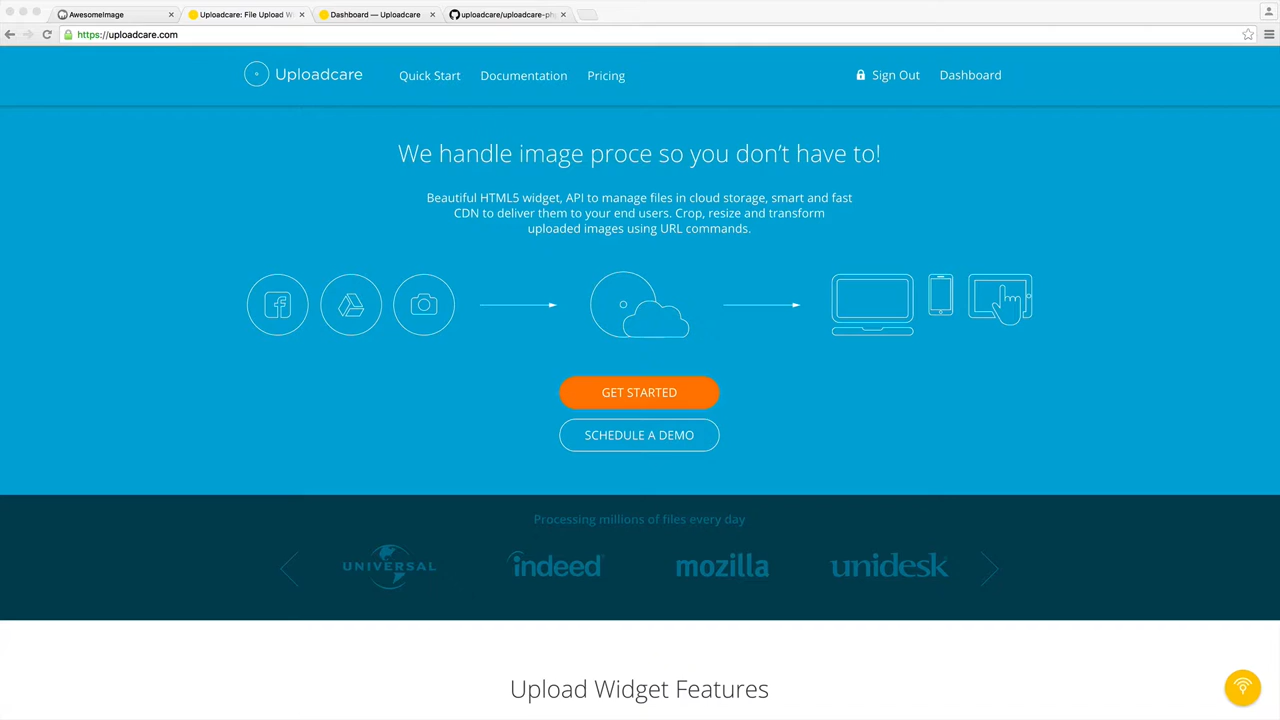 AwesomeImage
Uploadcare: File Upload W
Dashboard — Uploadcare
uploadcare/uploadcare-ph
https://uploadcare.com
Uploadcare
Quick Start
Documentation
Pricing
Sign Out
Dashboard
We handle image proce so you don't have to!
Beautiful HTML5 widget, API to manage files in cloud storage, smart and fast
CDN to deliver them to your end users. Crop, resize and transform
uploaded images using URL commands.
GET STARTED
SCHEDULE A DEMO
Processing millions of files every day
UNIVERSAL
indeed
mozilla
unidesk
Upload Widget Features